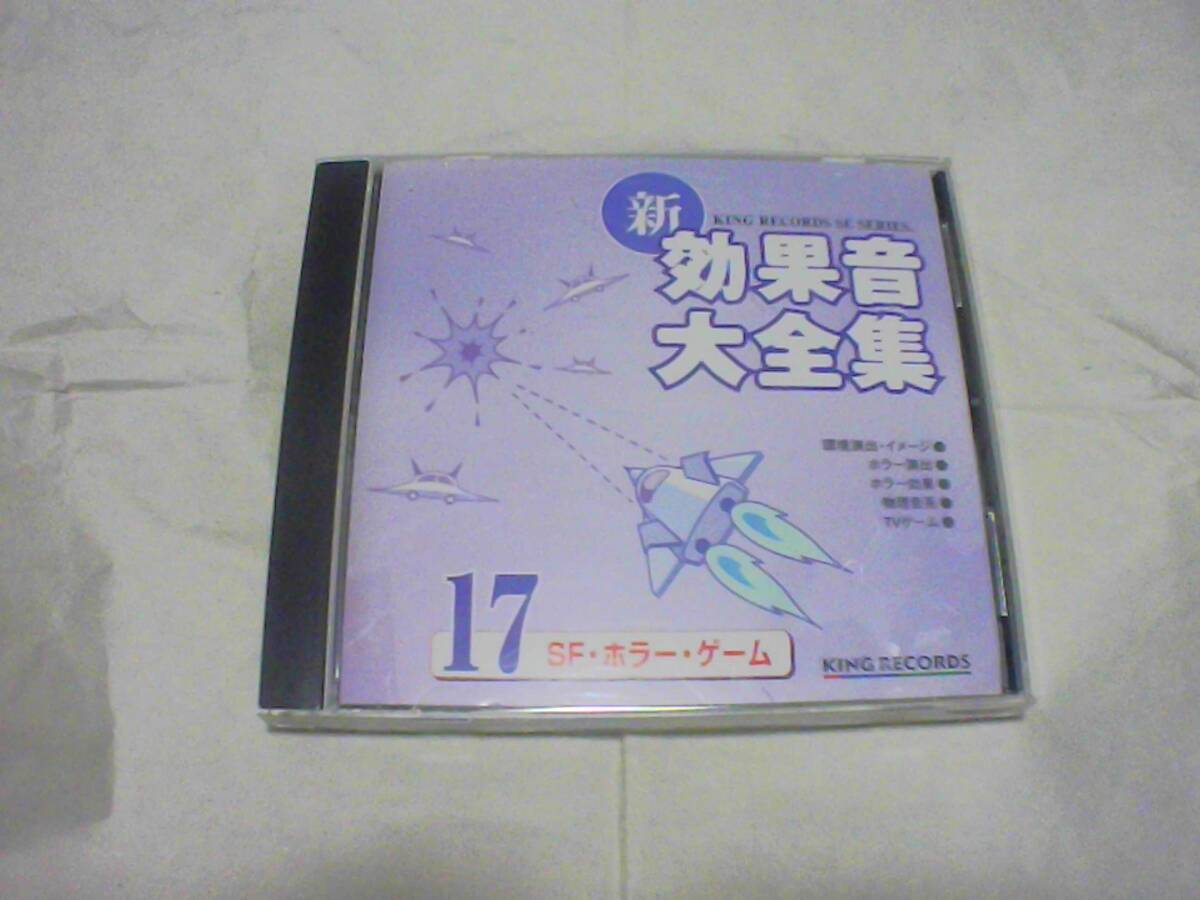 新
KING RECORDS SE SERIES.
効果音
大全集
環境演出・イメージ
ホラー演出
ホラー効果
物理音系
TVゲーム
17
SF・ホラー・ゲーム
KING RECORDS